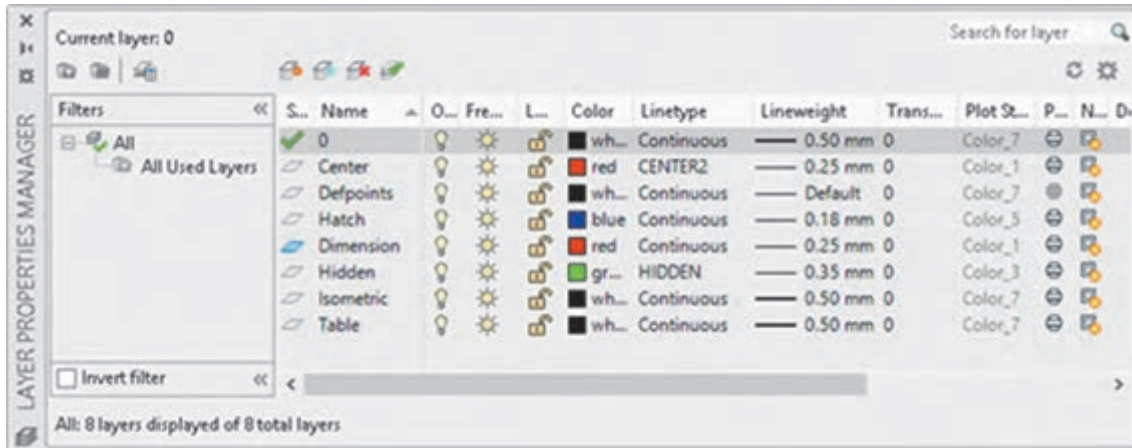 LAYER PROPERTIES MANAGER
Current layer: 0
Search for layer
Filters
S... Name O... Fre... L... Color Linetype Lineweight Trans... Plot St... P... N... De
All
All Used Layers
0 wh... Continuous 0.50 mm 0 Color_7
Center red CENTER2 0.25 mm 0 Color_1
Defpoints wh... Continuous Default 0 Color_7
Hatch blue Continuous 0.18 mm 0 Color_5
Dimension red Continuous 0.25 mm 0 Color_1
Hidden gr... HIDDEN 0.35 mm 0 Color_3
Isometric wh... Continuous 0.50 mm 0 Color_7
Table wh... Continuous 0.50 mm 0 Color_7
Invert filter
All: 8 layers displayed of 8 total layers